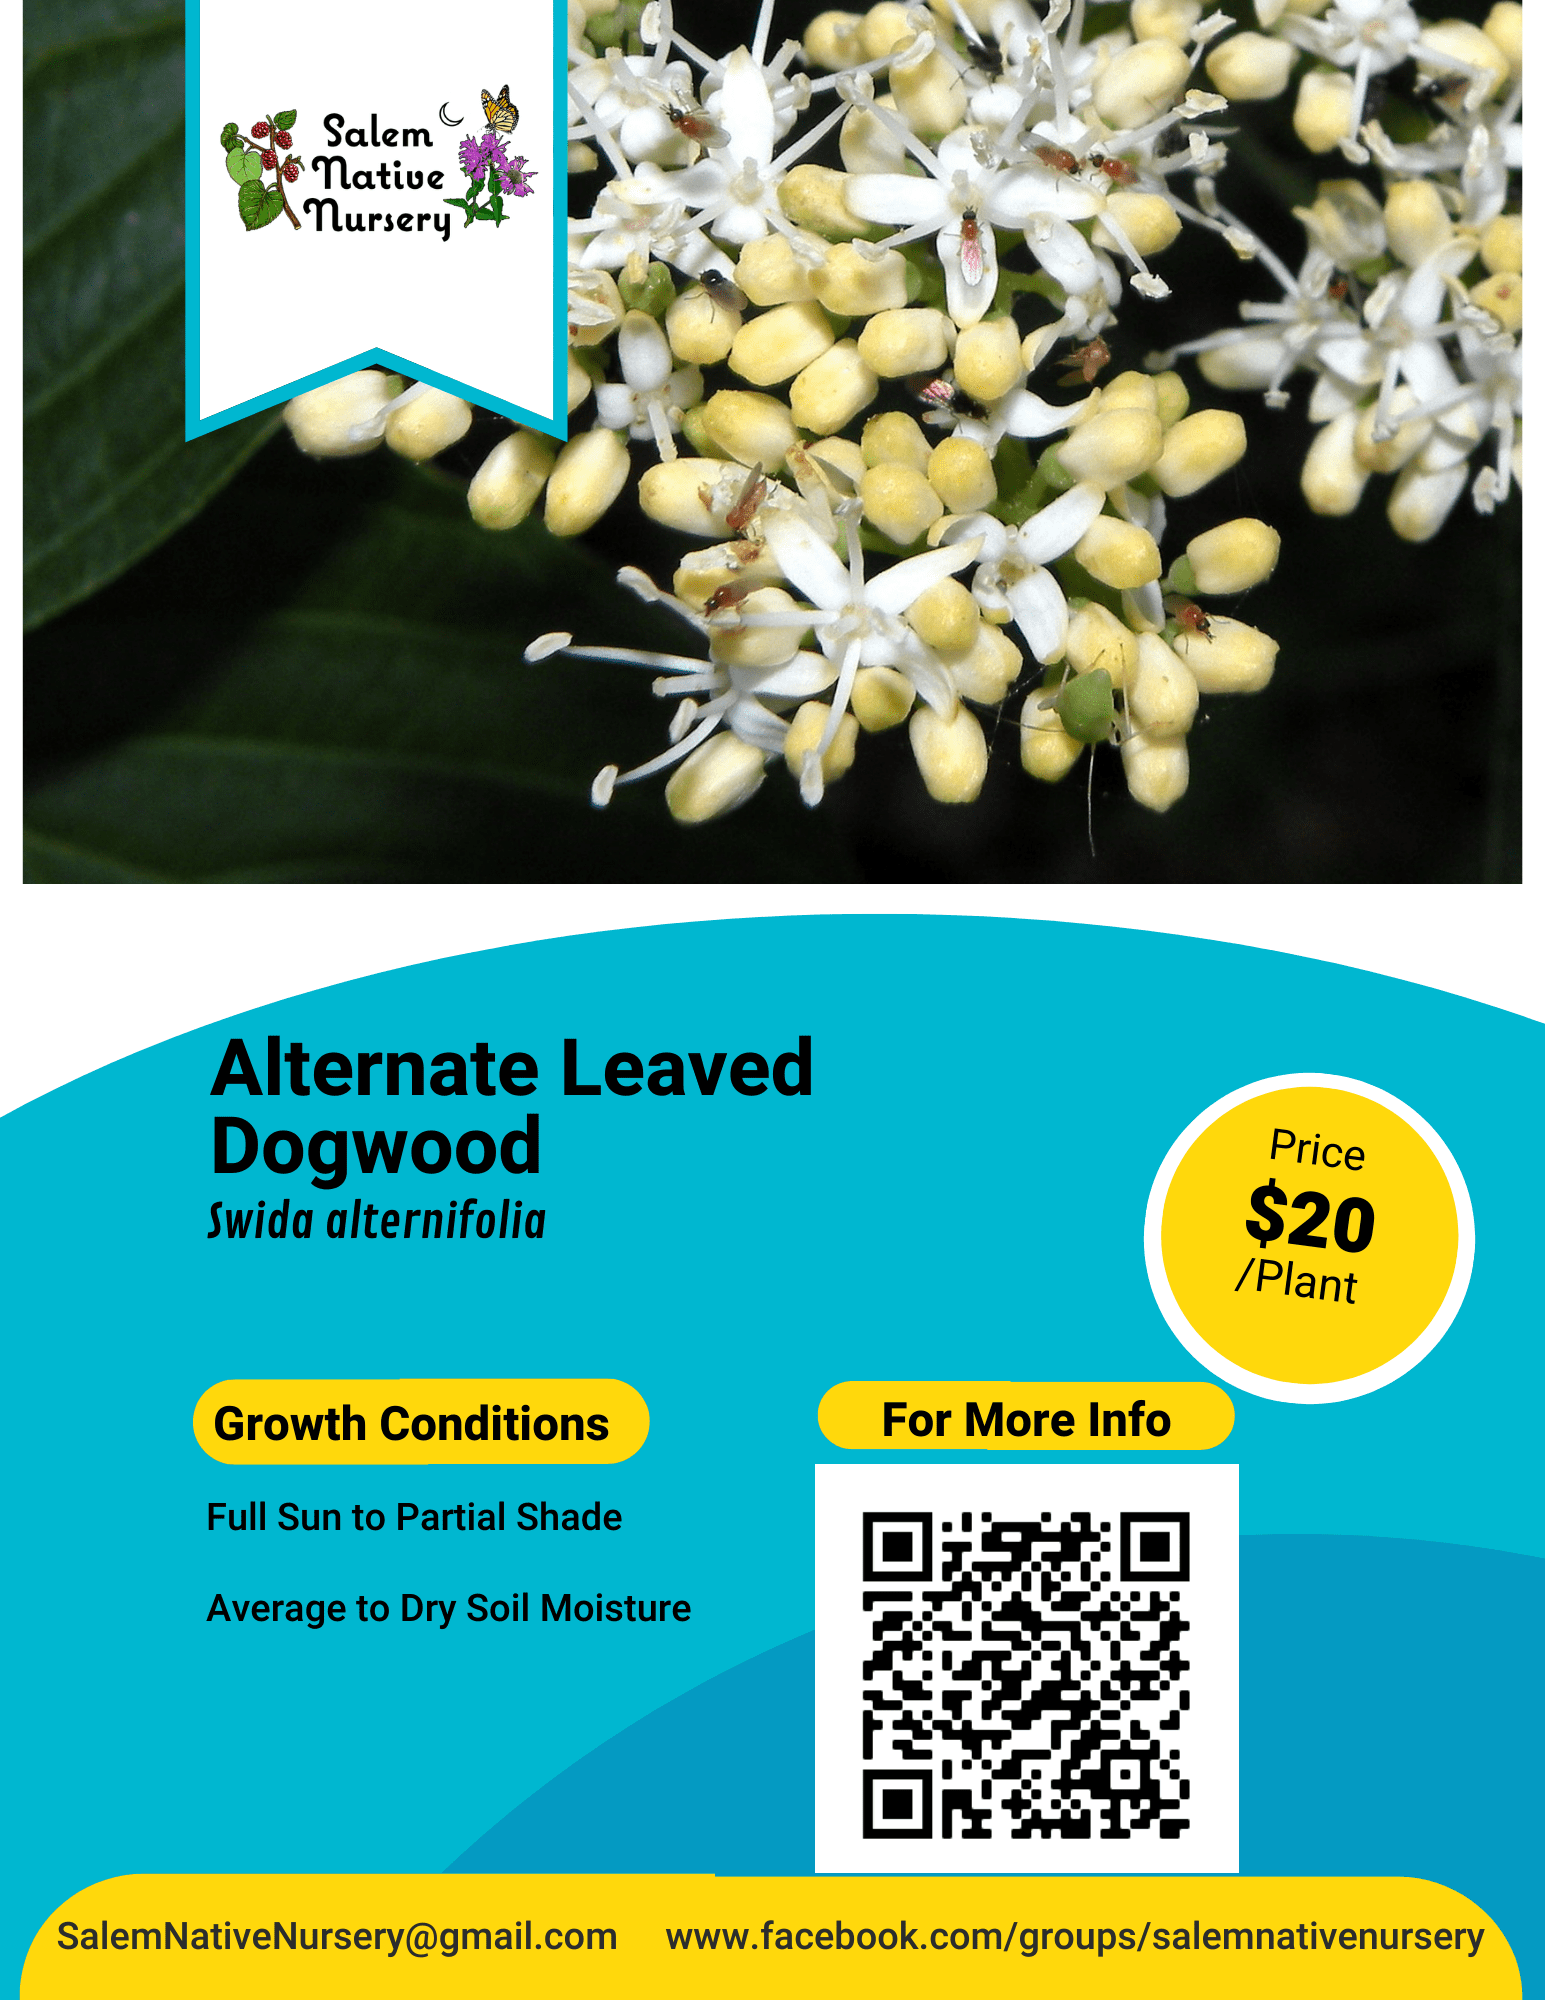 Salem
Native
Nursery
Alternate Leaved
Dogwood
Swida alternifolia
Price
$20
/Plant
Growth Conditions
Full Sun to Partial Shade
Average to Dry Soil Moisture
For More Info
SalemNativeNursery@gmail.com
www.facebook.com/groups/salemnativenursery